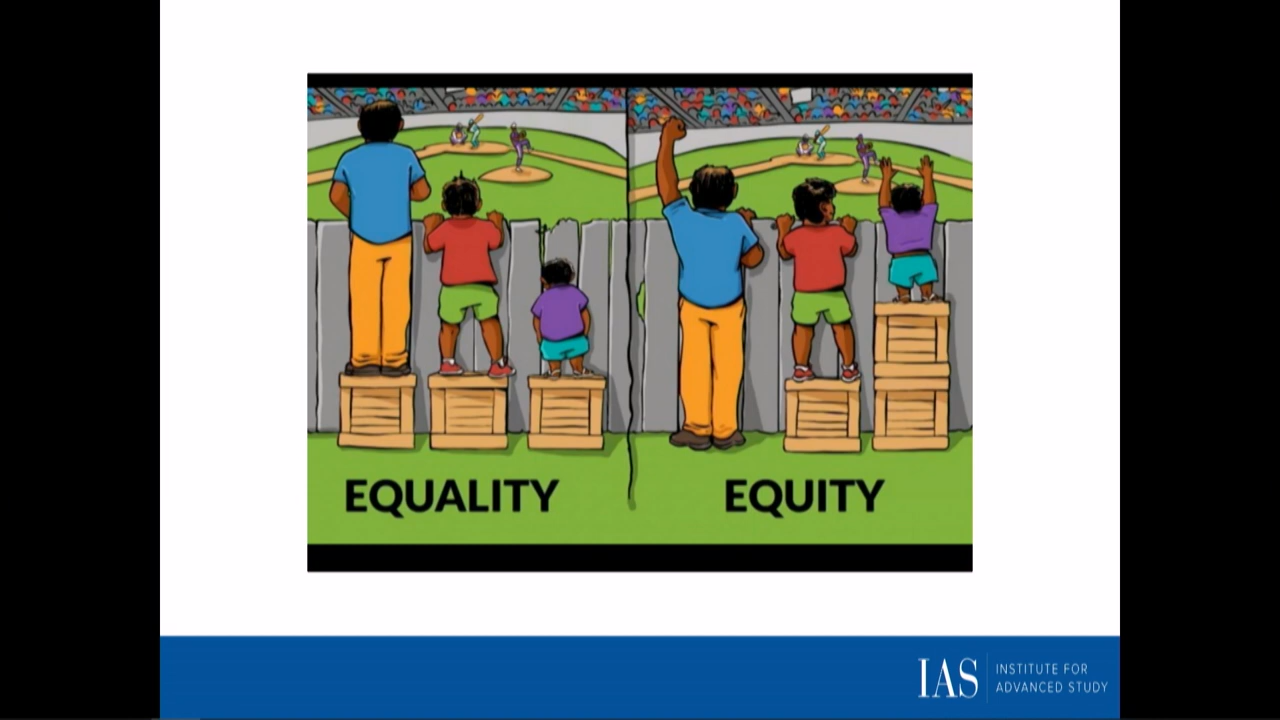 EQUALITY
EQUITY
IAS
INSTITUTE FOR
ADVANCED STUDY